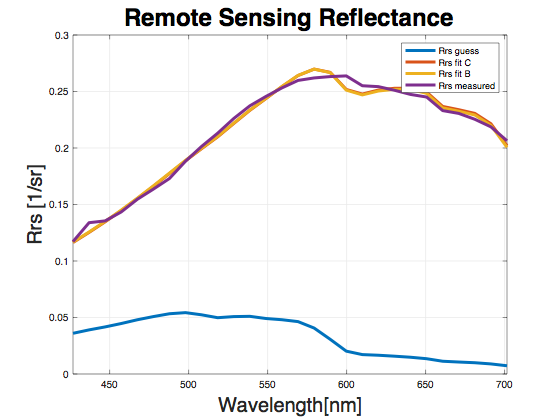 Remote Sensing Reflectance
Rrs guess
Rrs fit C
Rrs fit B
Rrs measured
Rrs [1/sr]
0.3
0.25
0.2
0.15
0.1
0.05
0
450
500
550
600
650
700
Wavelength[nm]